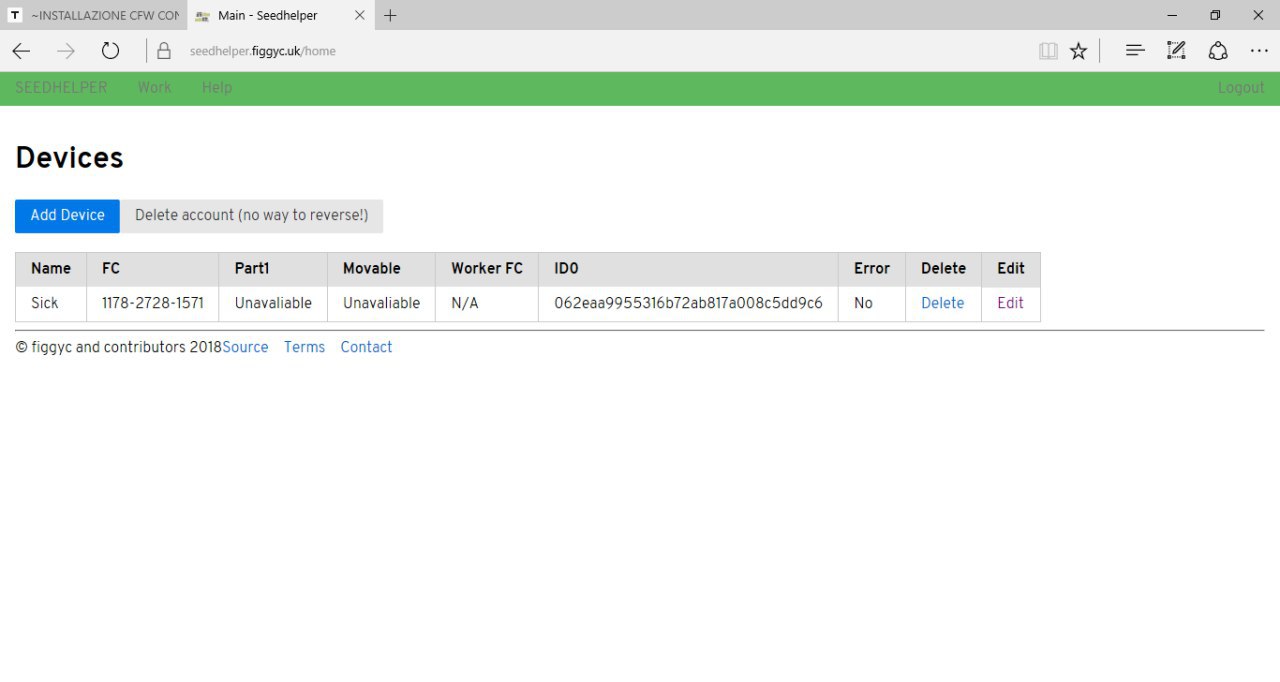 ~INSTALLAZIONE CFW CON
Main - Seedhelper
seedhelper.figgyc.uk/home
SEEDHELPER Work Help Logout
Devices
Add Device Delete account (no way to reverse!)
Name FC Part1 Movable Worker FC ID0 Error Delete Edit
Sick 1178-2728-1571 Unavaliable Unavaliable N/A 062eaa9955316b72ab817a008c5dd9c6 No Delete Edit
© figgyc and contributors 2018Source Terms Contact